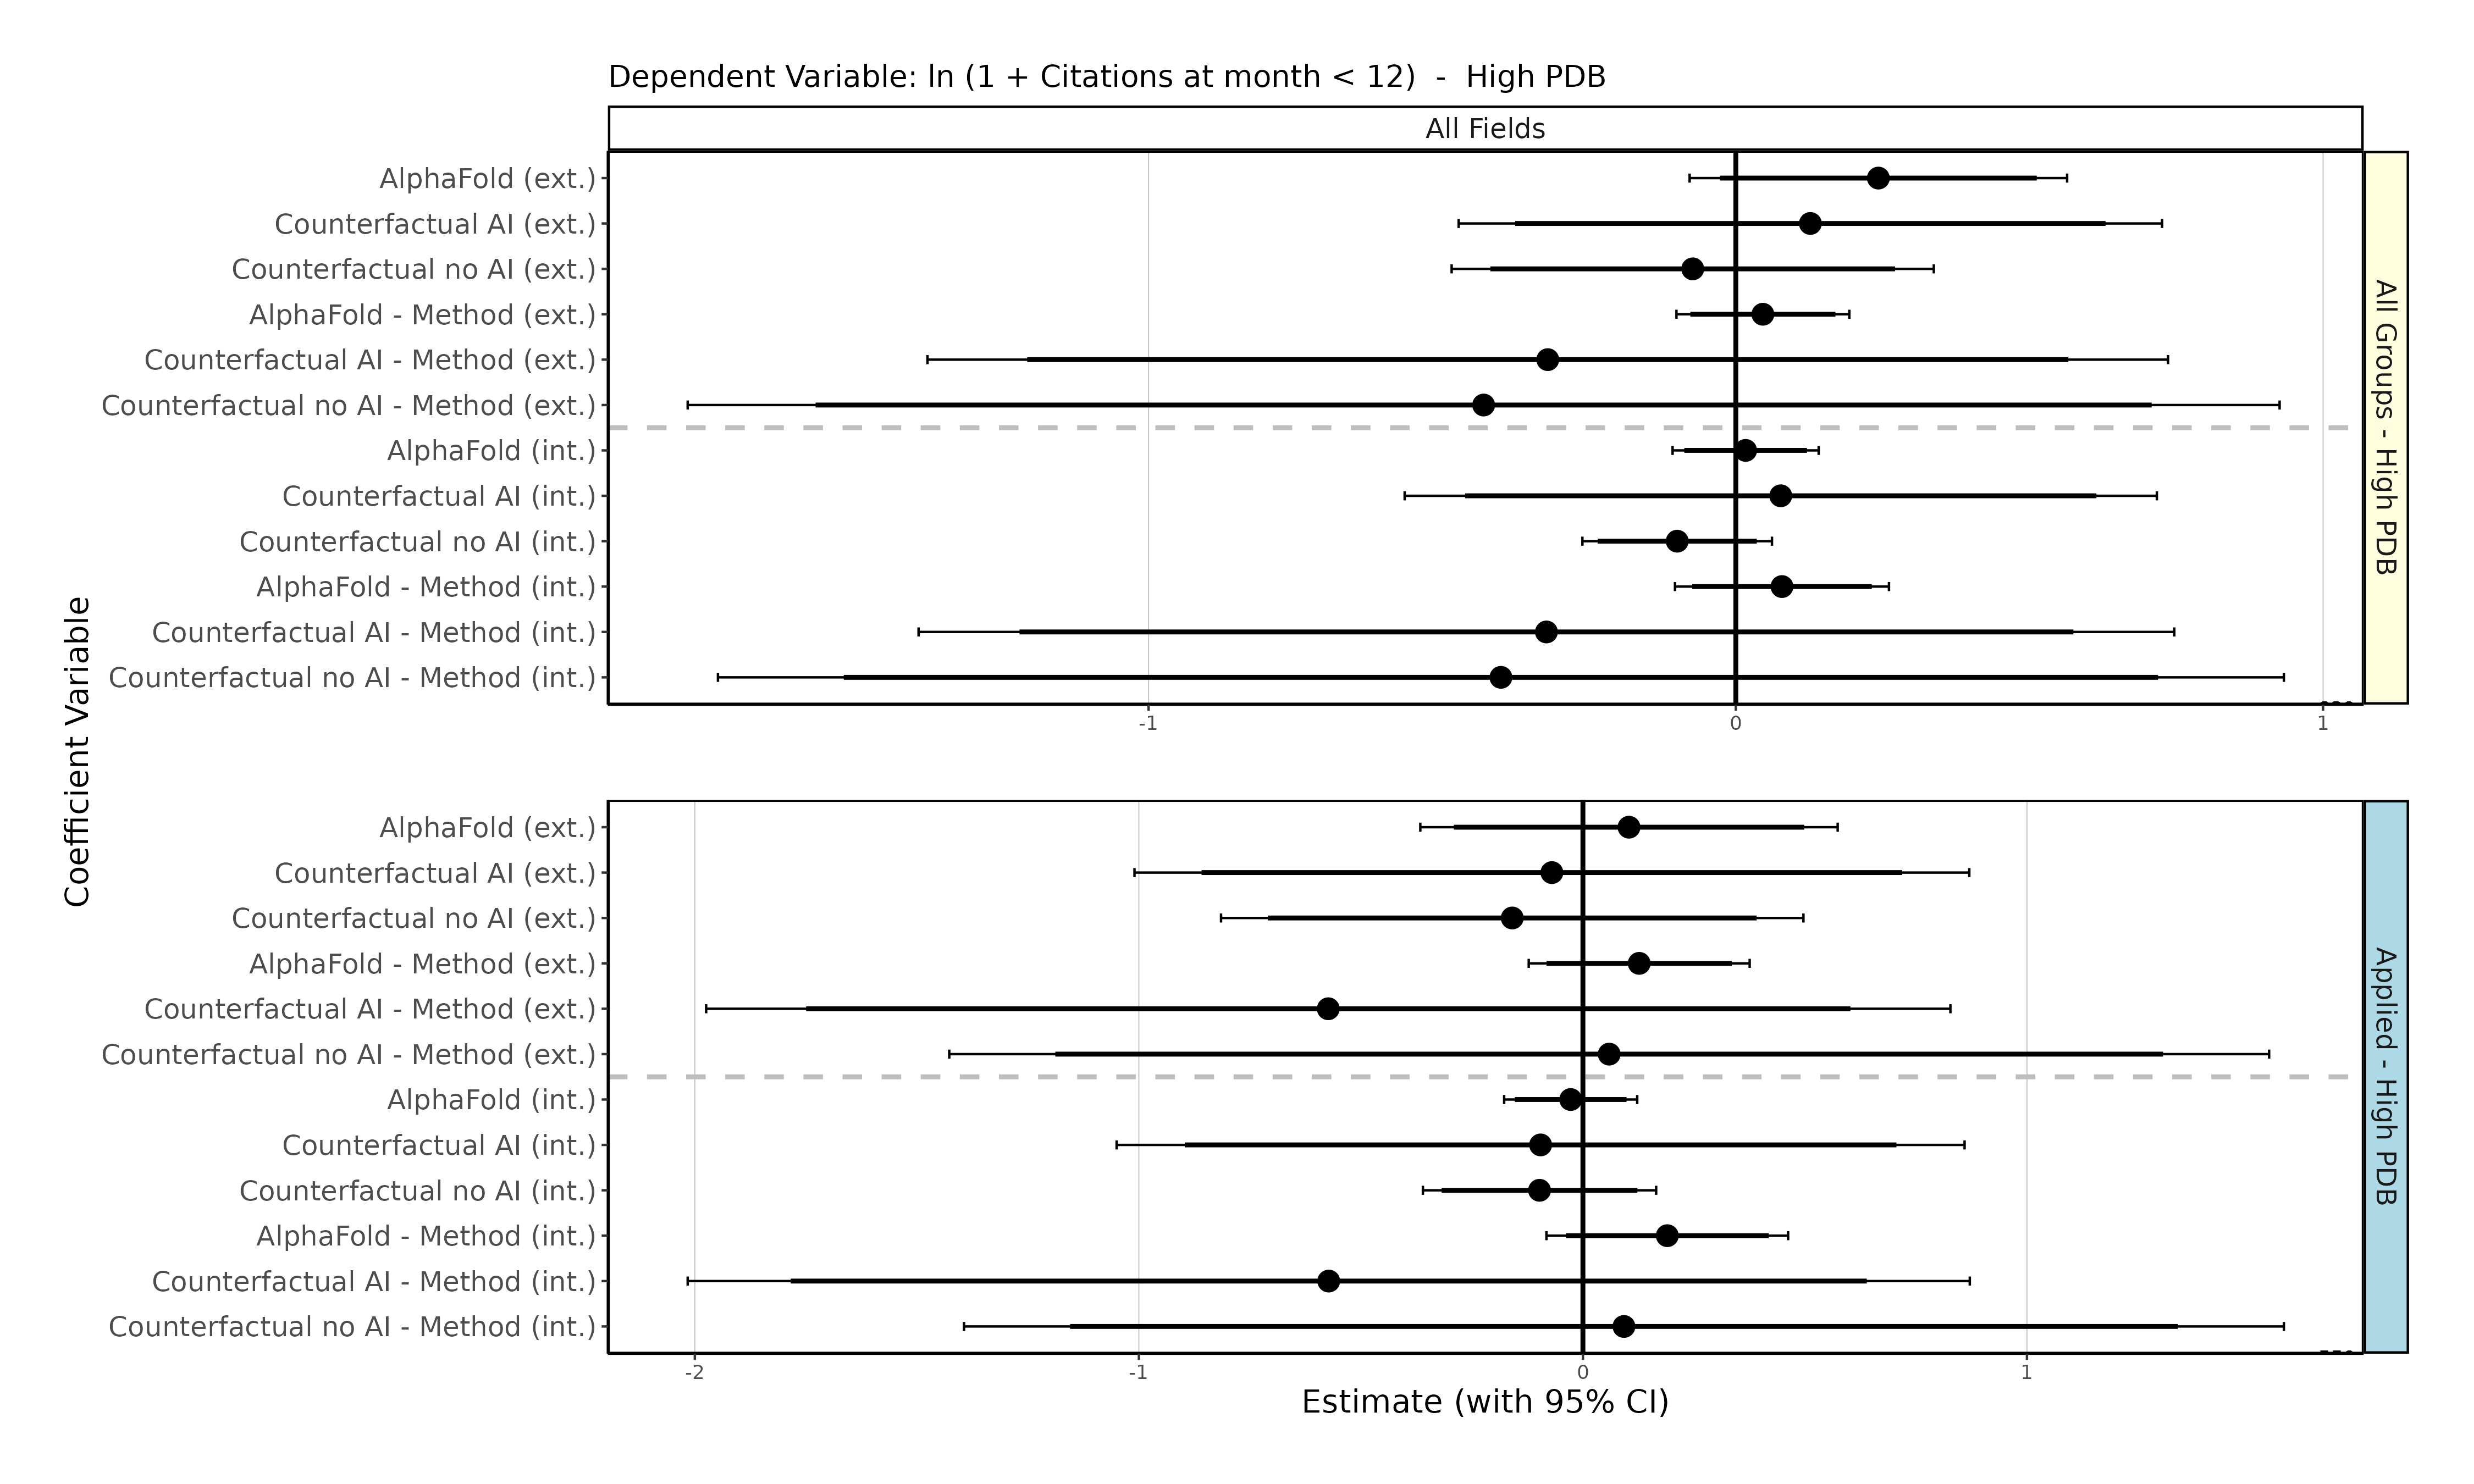 Dependent Variable: ln (1 + Citations at month < 12)  -  High PDB
All Fields
AlphaFold (ext.)
Counterfactual AI (ext.)
Counterfactual no AI (ext.)
AlphaFold - Method (ext.)
Counterfactual AI - Method (ext.)
Counterfactual no AI - Method (ext.)
AlphaFold (int.)
Counterfactual AI (int.)
Counterfactual no AI (int.)
AlphaFold - Method (int.)
Counterfactual AI - Method (int.)
Counterfactual no AI - Method (int.)
-1 0 1
All Groups - High PDB
Coefficient Variable
AlphaFold (ext.)
Counterfactual AI (ext.)
Counterfactual no AI (ext.)
AlphaFold - Method (ext.)
Counterfactual AI - Method (ext.)
Counterfactual no AI - Method (ext.)
AlphaFold (int.)
Counterfactual AI (int.)
Counterfactual no AI (int.)
AlphaFold - Method (int.)
Counterfactual AI - Method (int.)
Counterfactual no AI - Method (int.)
-2 -1 0 1
Applied - High PDB
Estimate (with 95% CI)